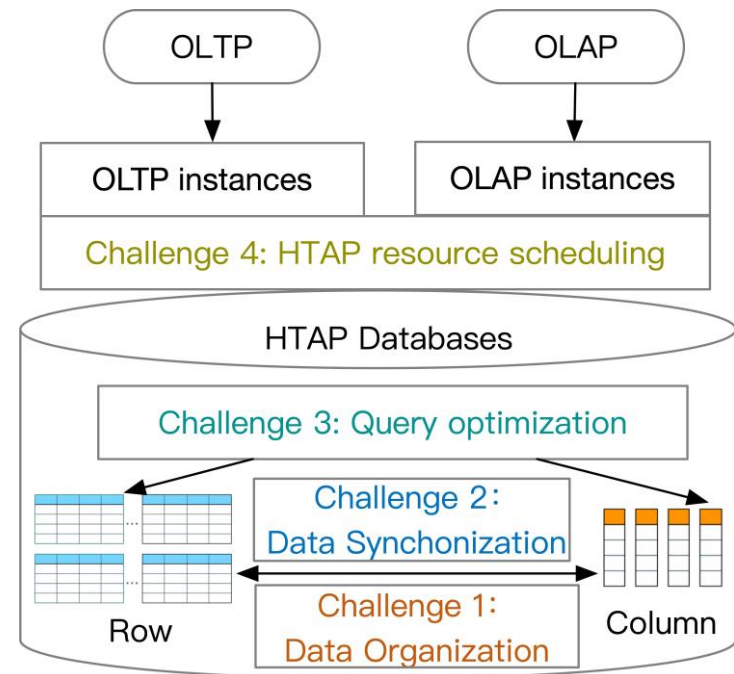 OLTP
OLAP
OLTP instances
OLAP instances
Challenge 4: HTAP resource scheduling
HTAP Databases
Challenge 3: Query optimization
Challenge 2:
Data Synchonization
Challenge 1:
Data Organization
Row
Column